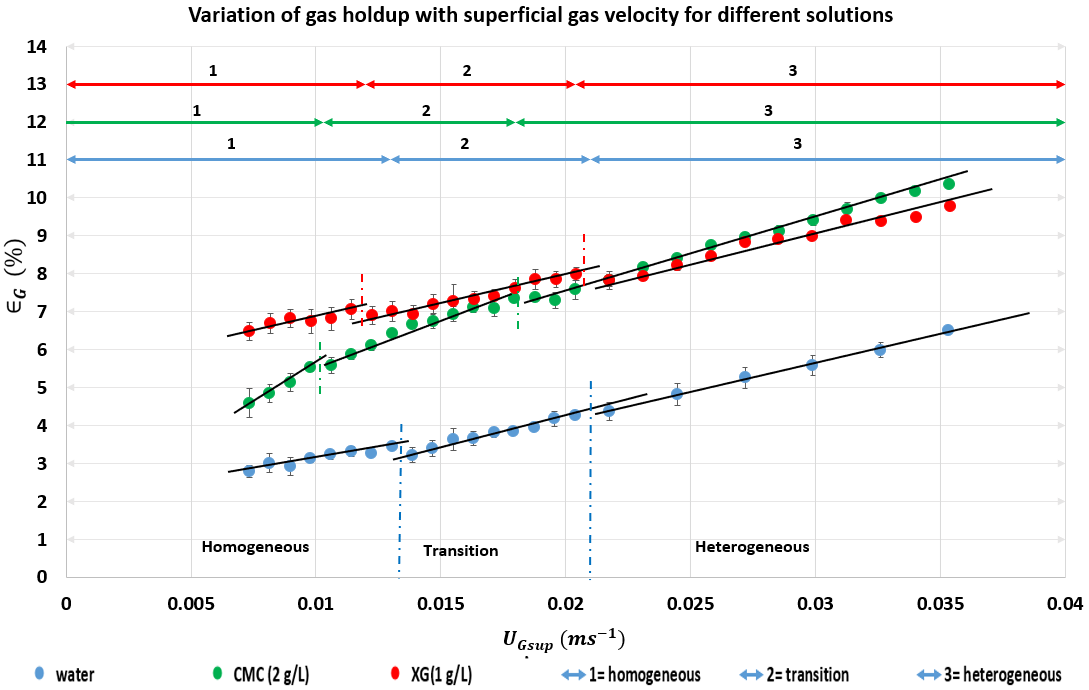 Variation of gas holdup with superficial gas velocity for different solutions
14
13
12
11
10
9
8
7
6
5
4
3
2
1
0
ϵG (%)
1 2 3
1 2 3
1 2 3
Homogeneous Transition Heterogeneous
0 0.005 0.01 0.015 0.02 0.025 0.03 0.035 0.04
UGsup (ms⁻¹)
water CMC (2 g/L) XG(1 g/L) 1= homogeneous 2= transition 3= heterogeneous